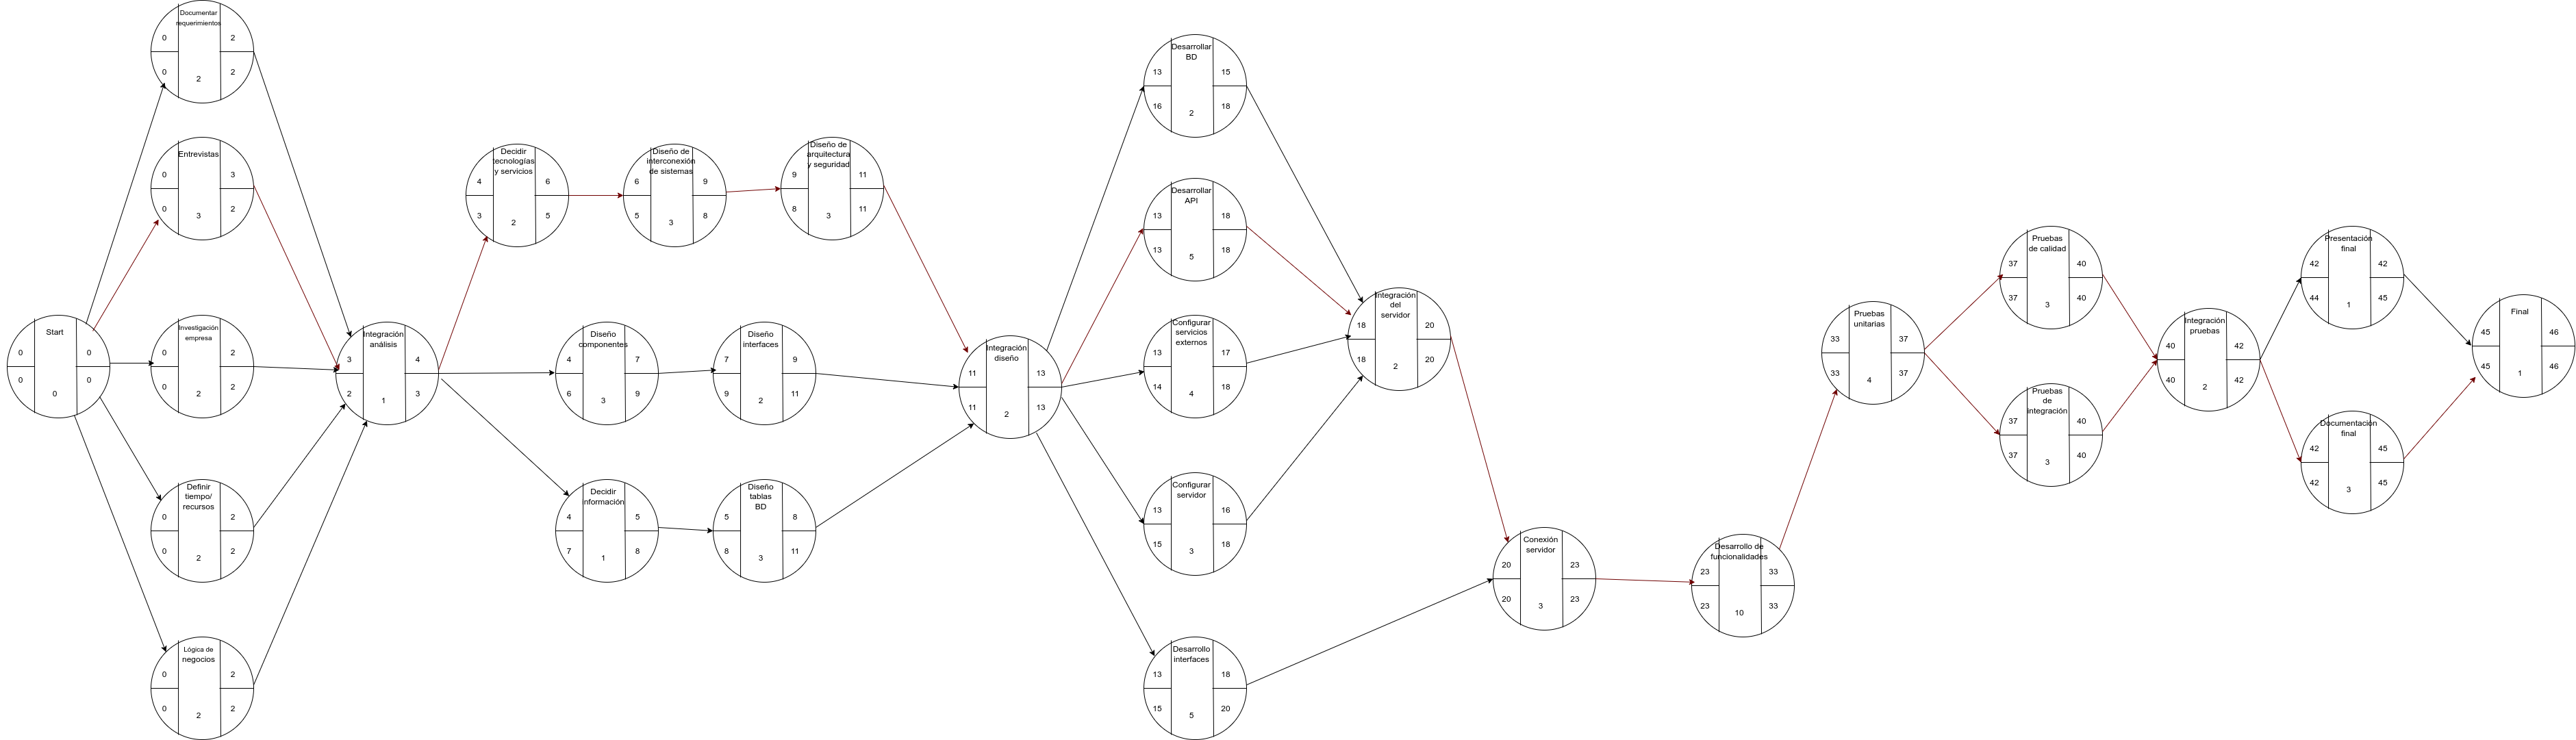 Start
0
0
0
0
0
Documentar
requerimientos
0
2
0
2
2
Entrevistas
0
3
0
2
3
Investigación
empresa
0
2
0
2
2
Definir
tiempo/
recursos
0
2
0
2
2
Lógica de
negocios
0
2
0
2
2
Integración
análisis
3
4
2
3
1
Decidir
tecnologías
y servicios
4
6
3
5
2
Diseño de
interconexión
de sistemas
6
9
5
8
3
Diseño de
arquitectura
y seguridad
9
11
8
11
3
Diseño
componentes
4
7
6
9
3
Diseño
interfaces
7
9
9
11
2
Decidir
información
4
5
7
8
1
Diseño
tablas
BD
5
8
8
11
3
Integración
diseño
11
13
11
13
2
Desarrollar
BD
13
15
16
18
2
Desarrollar
API
13
18
13
18
5
Configurar
servicios
externos
13
17
14
18
4
Configurar
servidor
13
16
15
18
3
Desarrollo
interfaces
13
18
15
20
5
Integración
del
servidor
18
20
18
20
2
Conexión
servidor
20
23
20
23
3
Desarrollo de
funcionalidades
23
33
23
33
10
Pruebas
unitarias
33
37
33
37
4
Pruebas
de calidad
37
40
37
40
3
Pruebas
de
integración
37
40
37
40
3
Integración
pruebas
40
42
40
42
2
Presentación
final
42
42
44
45
1
Documentación
final
42
45
42
45
3
Final
45
46
45
46
1